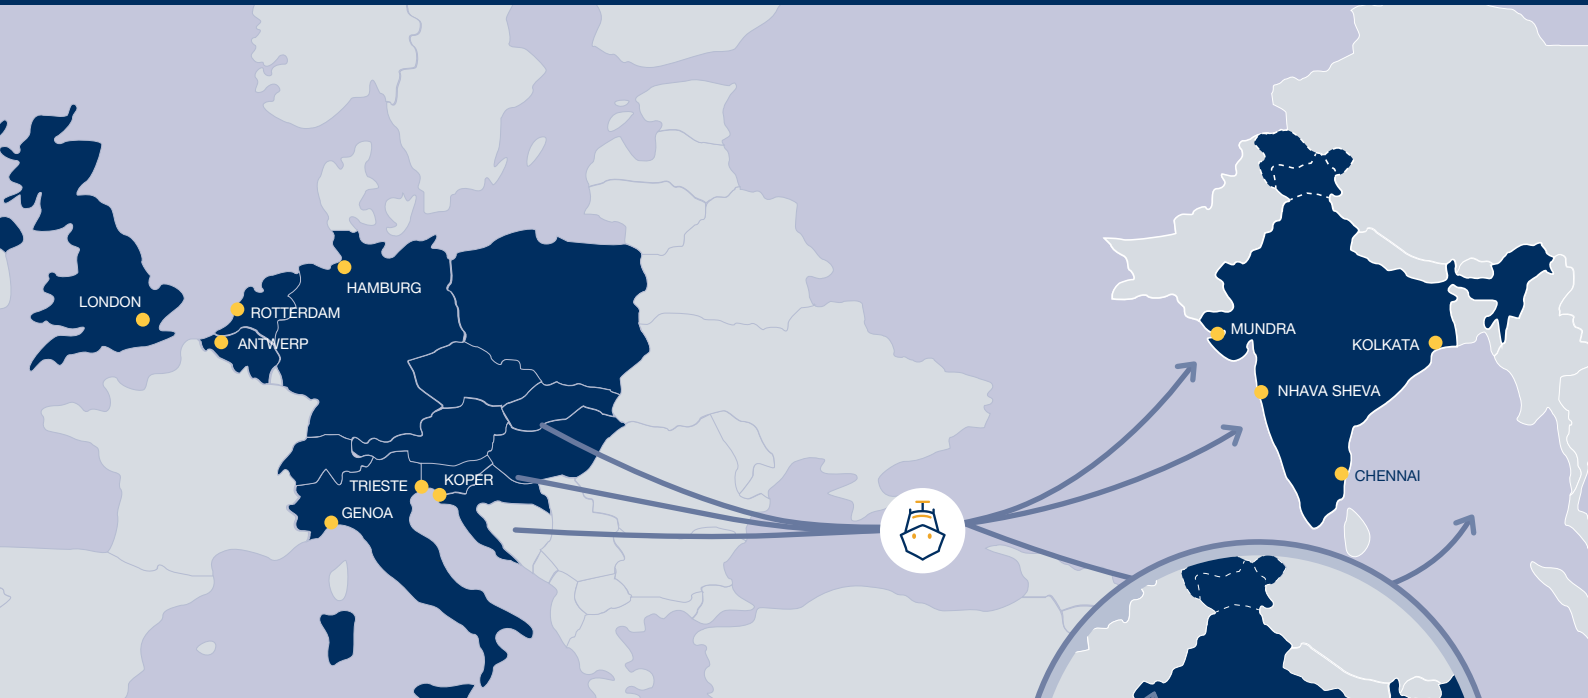 HAMBURG
LONDON
ROTTERDAM
ANTWERP
TRIESTE
KOPER
GENOA
MUNDRA
KOLKATA
NHAVA SHEVA
CHENNAI